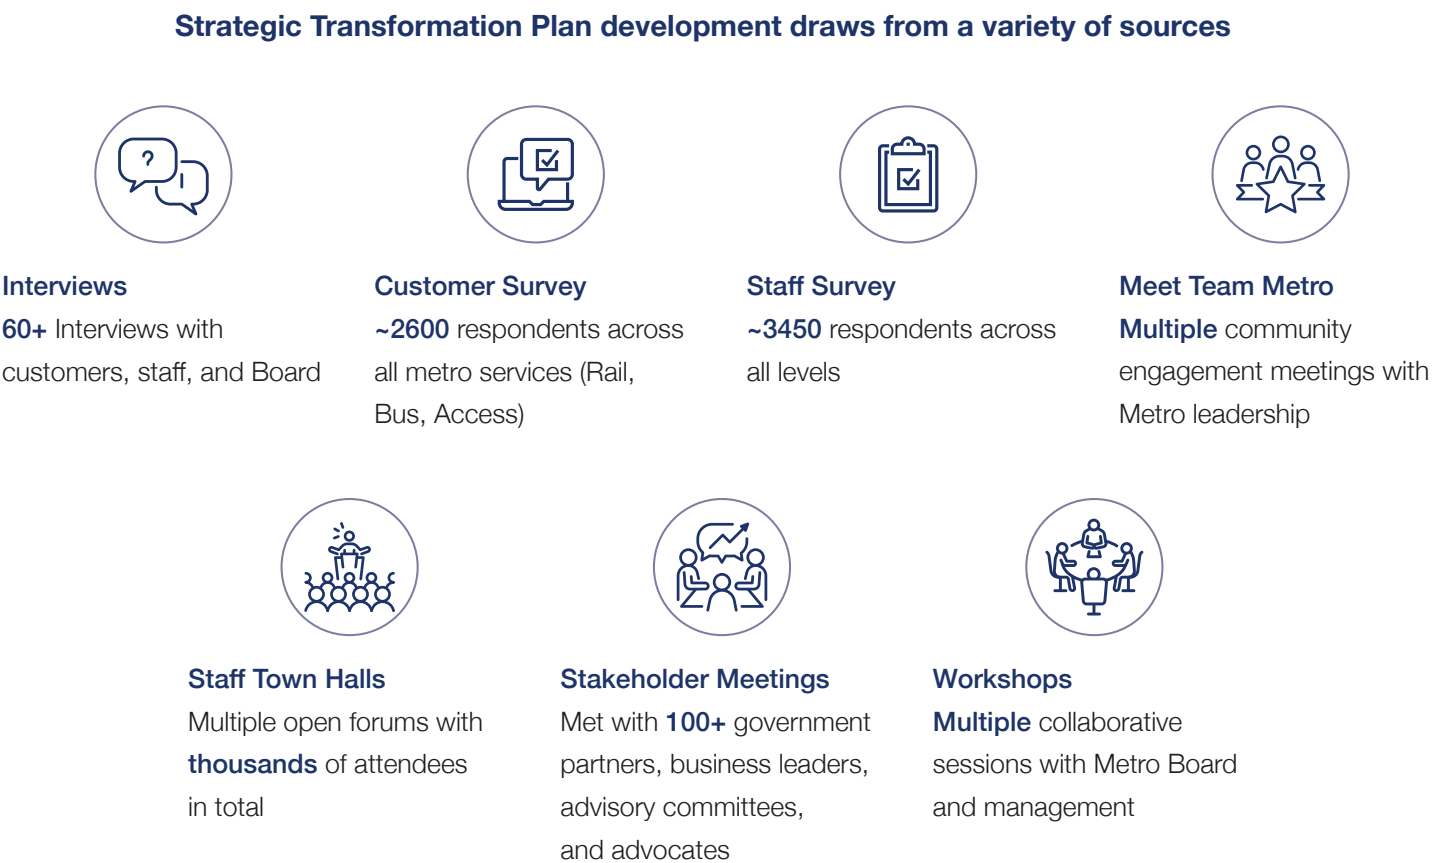 Strategic Transformation Plan development draws from a variety of sources
?
Interviews
60+ Interviews with
customers, staff, and Board
Customer Survey
~2600 respondents across
all metro services (Rail,
Bus, Access)
Staff Survey
~3450 respondents across
all levels
Meet Team Metro
Multiple community
engagement meetings with
Metro leadership
Staff Town Halls
Multiple open forums with
thousands of attendees
in total
Stakeholder Meetings
Met with 100+ government
partners, business leaders,
advisory committees,
and advocates
Workshops
Multiple collaborative
sessions with Metro Board
and management